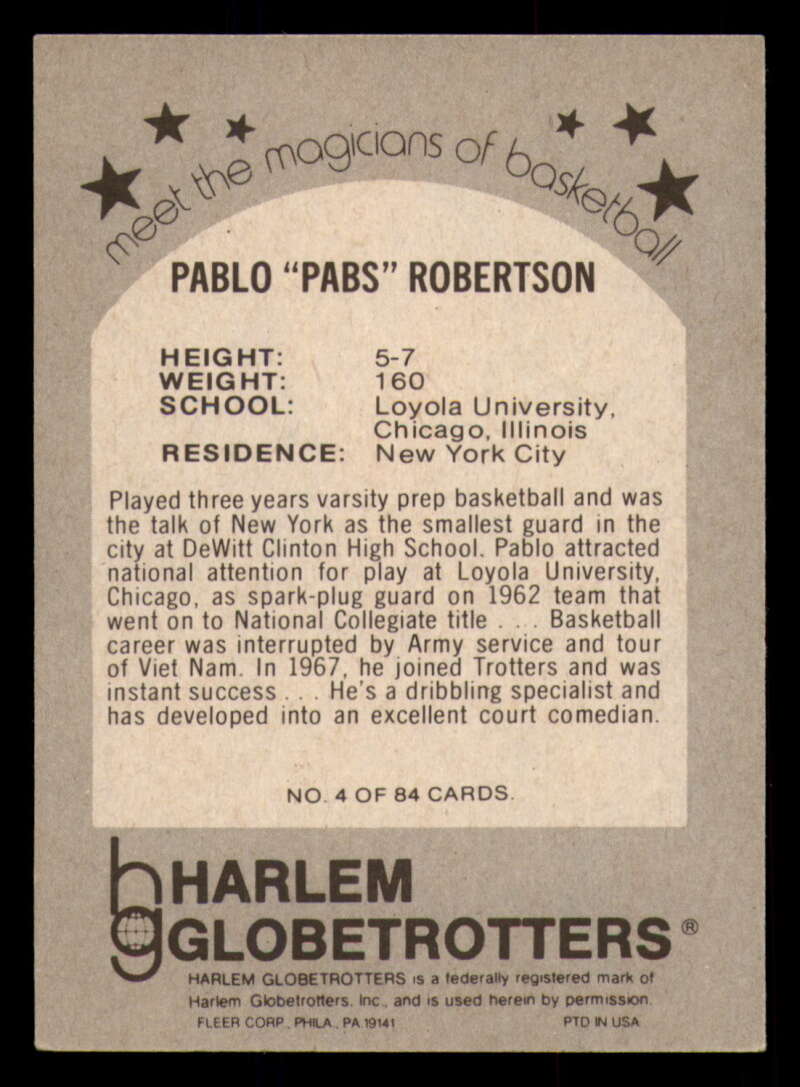 meet the magicians of basketball
PABLO "PABS" ROBERTSON
HEIGHT: 5-7
WEIGHT: 160
SCHOOL: Loyola University,
Chicago, Illinois
RESIDENCE: New York City
Played three years varsity prep basketball and was
the talk of New York as the smallest guard in the
city at DeWitt Clinton High School. Pablo attracted
national attention for play at Loyola University,
Chicago, as spark-plug guard on 1962 team that
went on to National Collegiate title . . . Basketball
career was interrupted by Army service and tour
of Viet Nam. In 1967, he joined Trotters and was
instant success . . . He's a dribbling specialist and
has developed into an excellent court comedian.
NO. 4 OF 84 CARDS.
hg HARLEM
GLOBETROTTERS®
HARLEM GLOBETROTTERS is a federally registered mark of
Harlem Globetrotters, Inc., and is used herein by permission.
FLEER CORP., PHILA., PA 19141 PTD IN USA